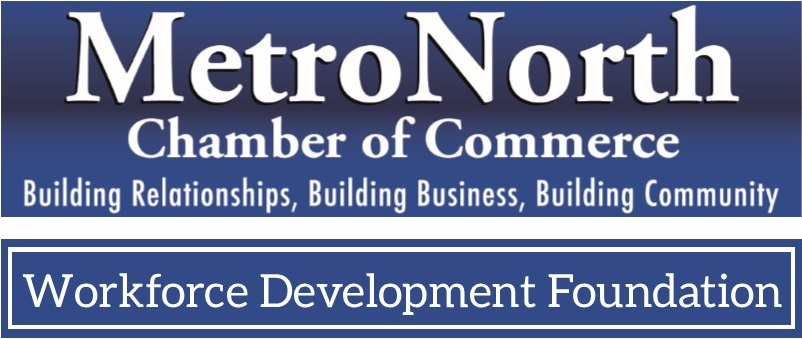 MetroNorth
Chamber of Commerce
Building Relationships, Building Business, Building Community
Workforce Development Foundation